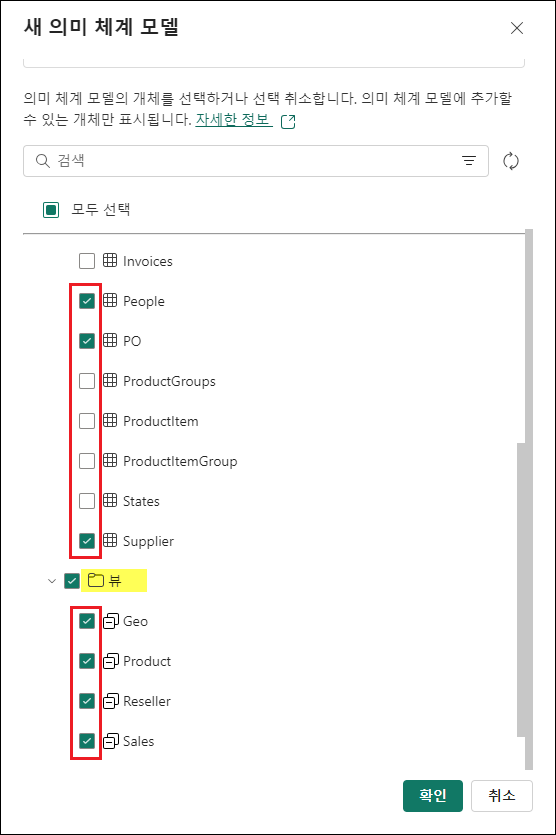 새 의미 체계 모델
의미 체계 모델의 개체를 선택하거나 선택 취소합니다. 의미 체계 모델에 추가할
수 있는 개체만 표시됩니다. 자세한 정보
검색
모두 선택
Invoices
People
PO
ProductGroups
ProductItem
ProductItemGroup
States
Supplier
뷰
Geo
Product
Reseller
Sales
확인
취소